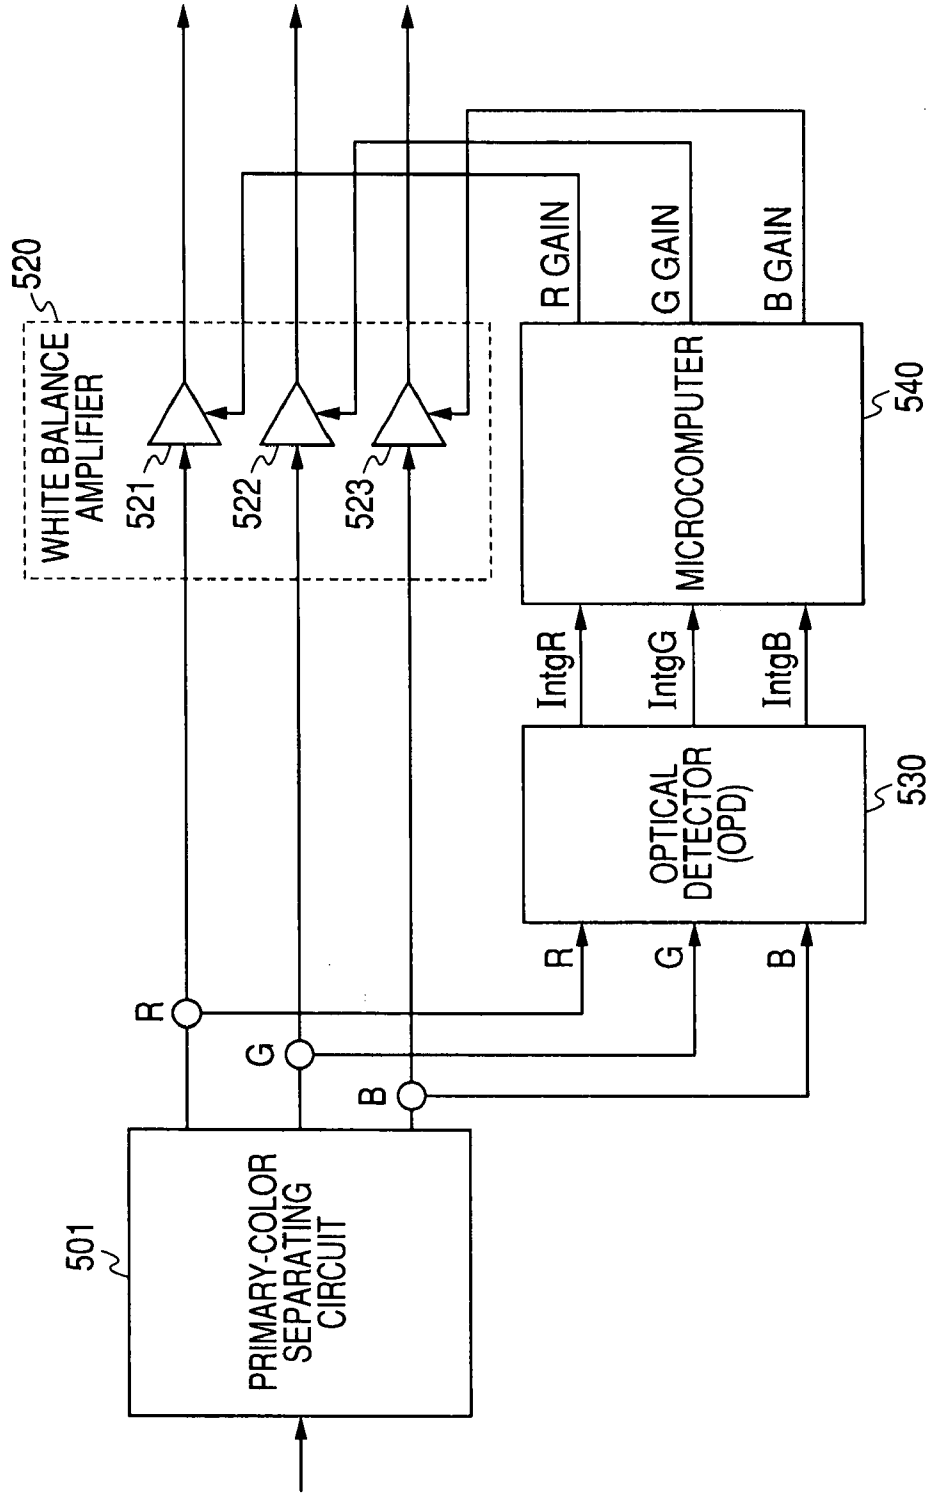 501
PRIMARY-COLOR
SEPARATING
CIRCUIT
R
G
B
WHITE BALANCE
AMPLIFIER
520
521
522
523
R
G
B
OPTICAL
DETECTOR
(OPD)
530
IntgR
IntgG
IntgB
MICROCOMPUTER
540
R GAIN
G GAIN
B GAIN